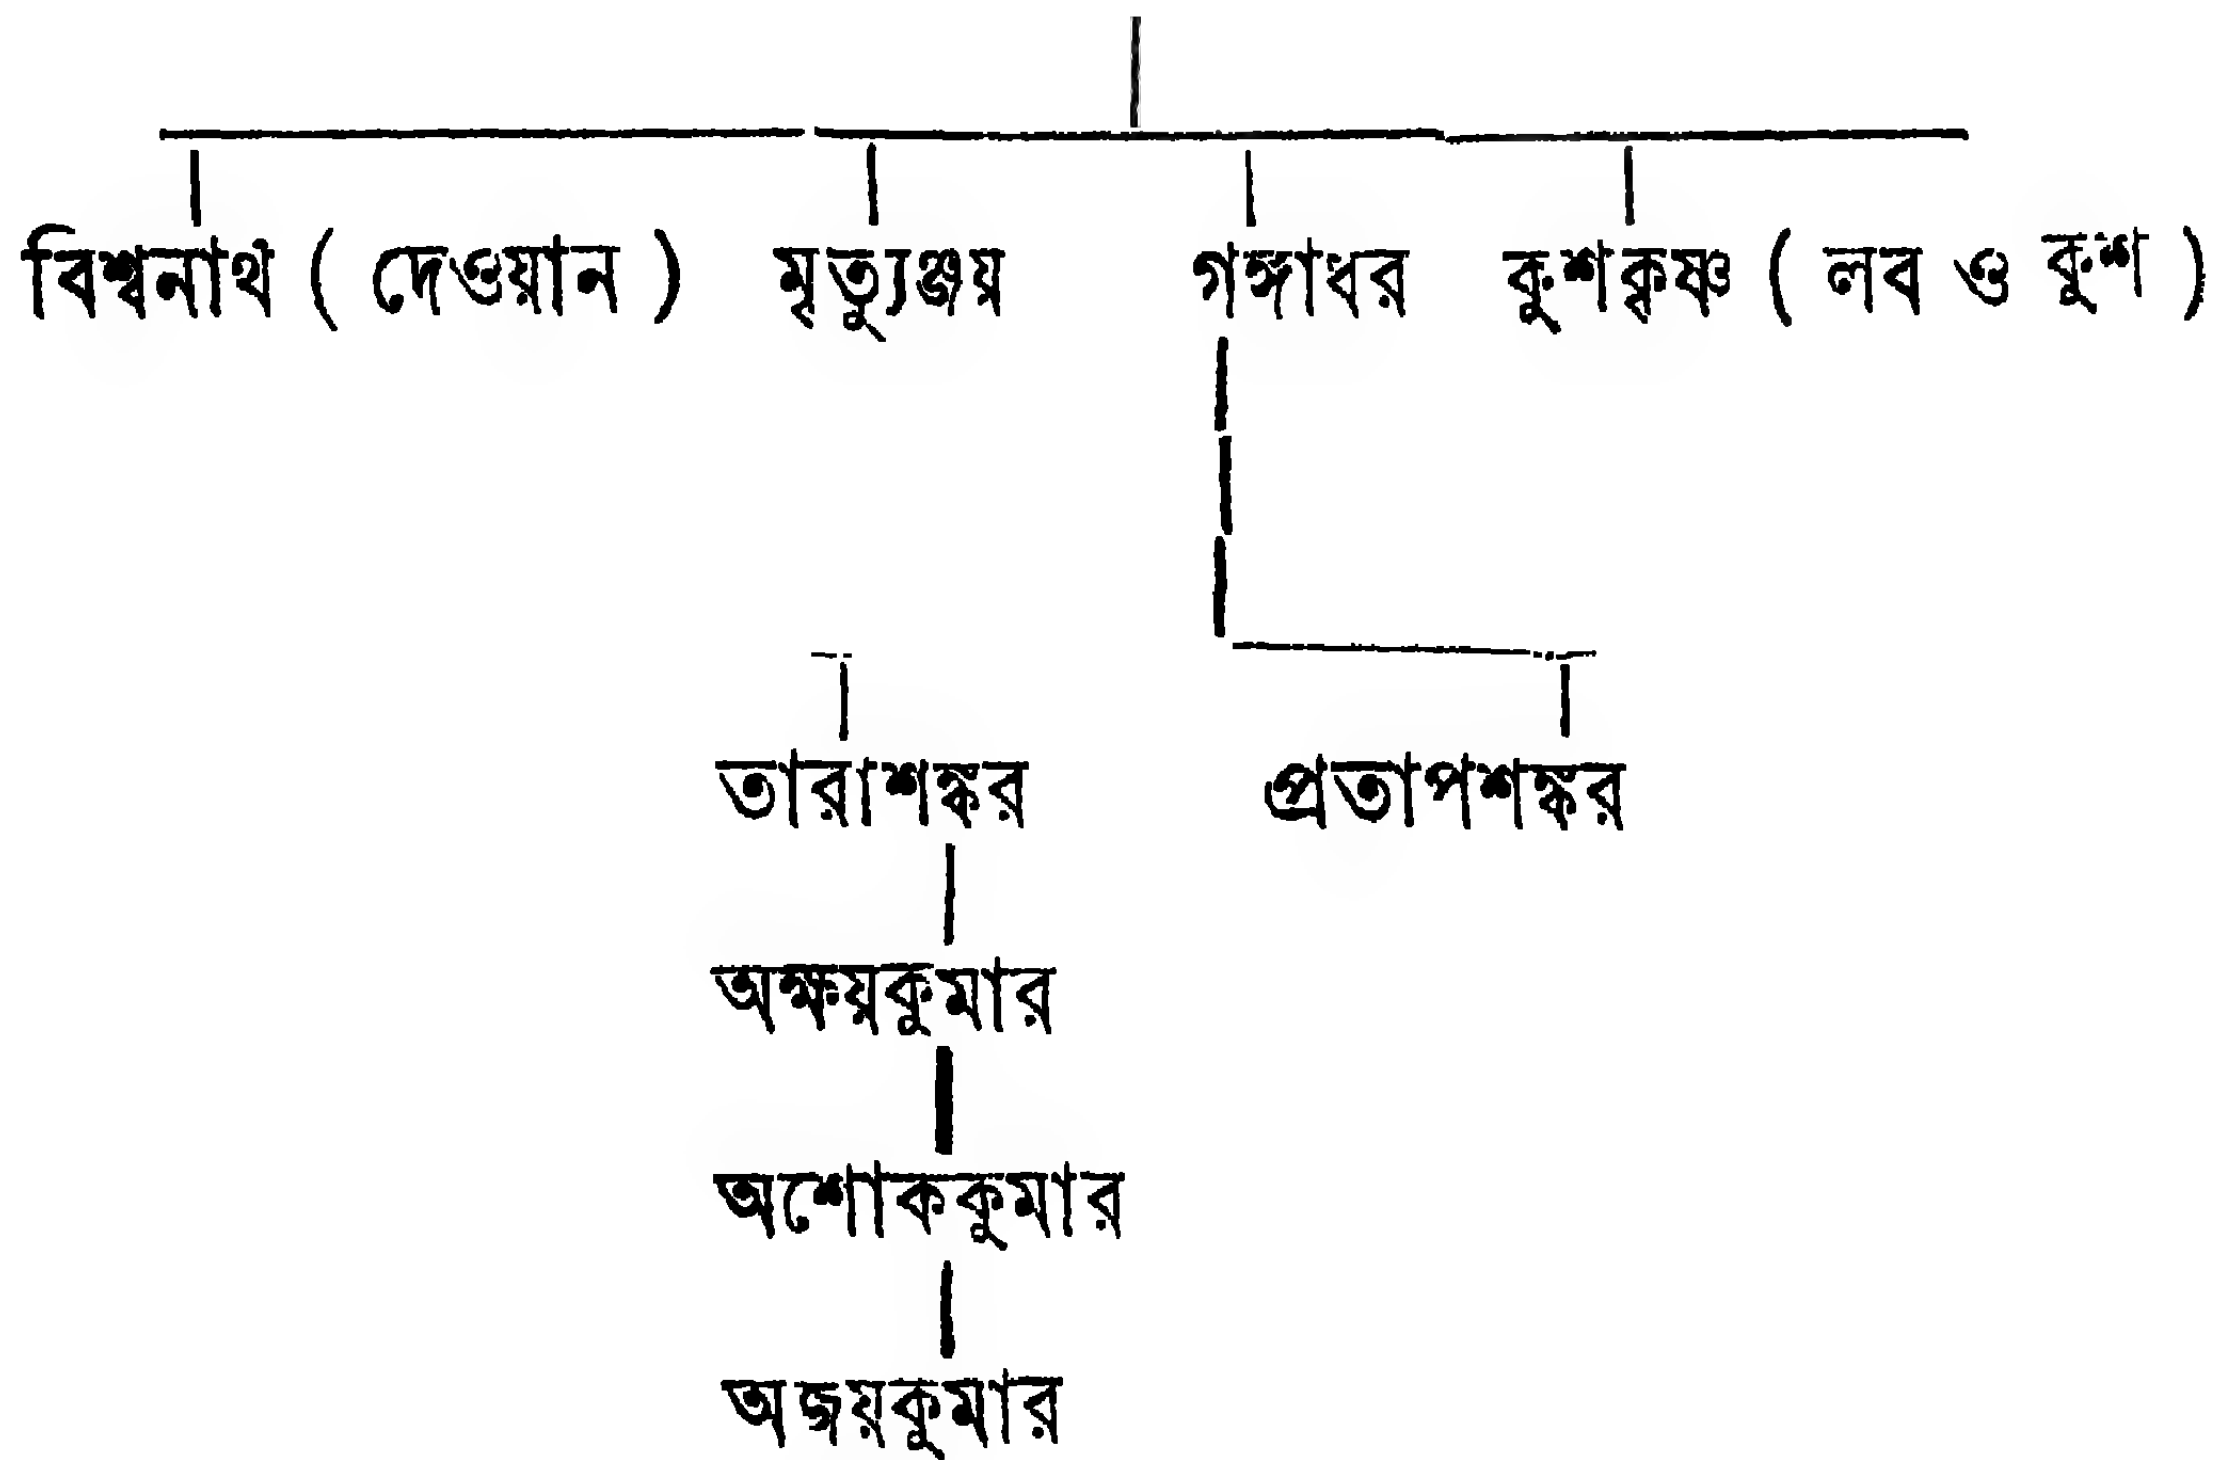 বিশ্বনাথ ( দেওয়ান ) মৃত্যুঞ্জয় গঙ্গাধর কুশকৃষ্ণ ( লব ও কুশ )
তারাশঙ্কর প্রতাপশঙ্কর
অক্ষয়কুমার
অশোককুমার
অজয়কুমার